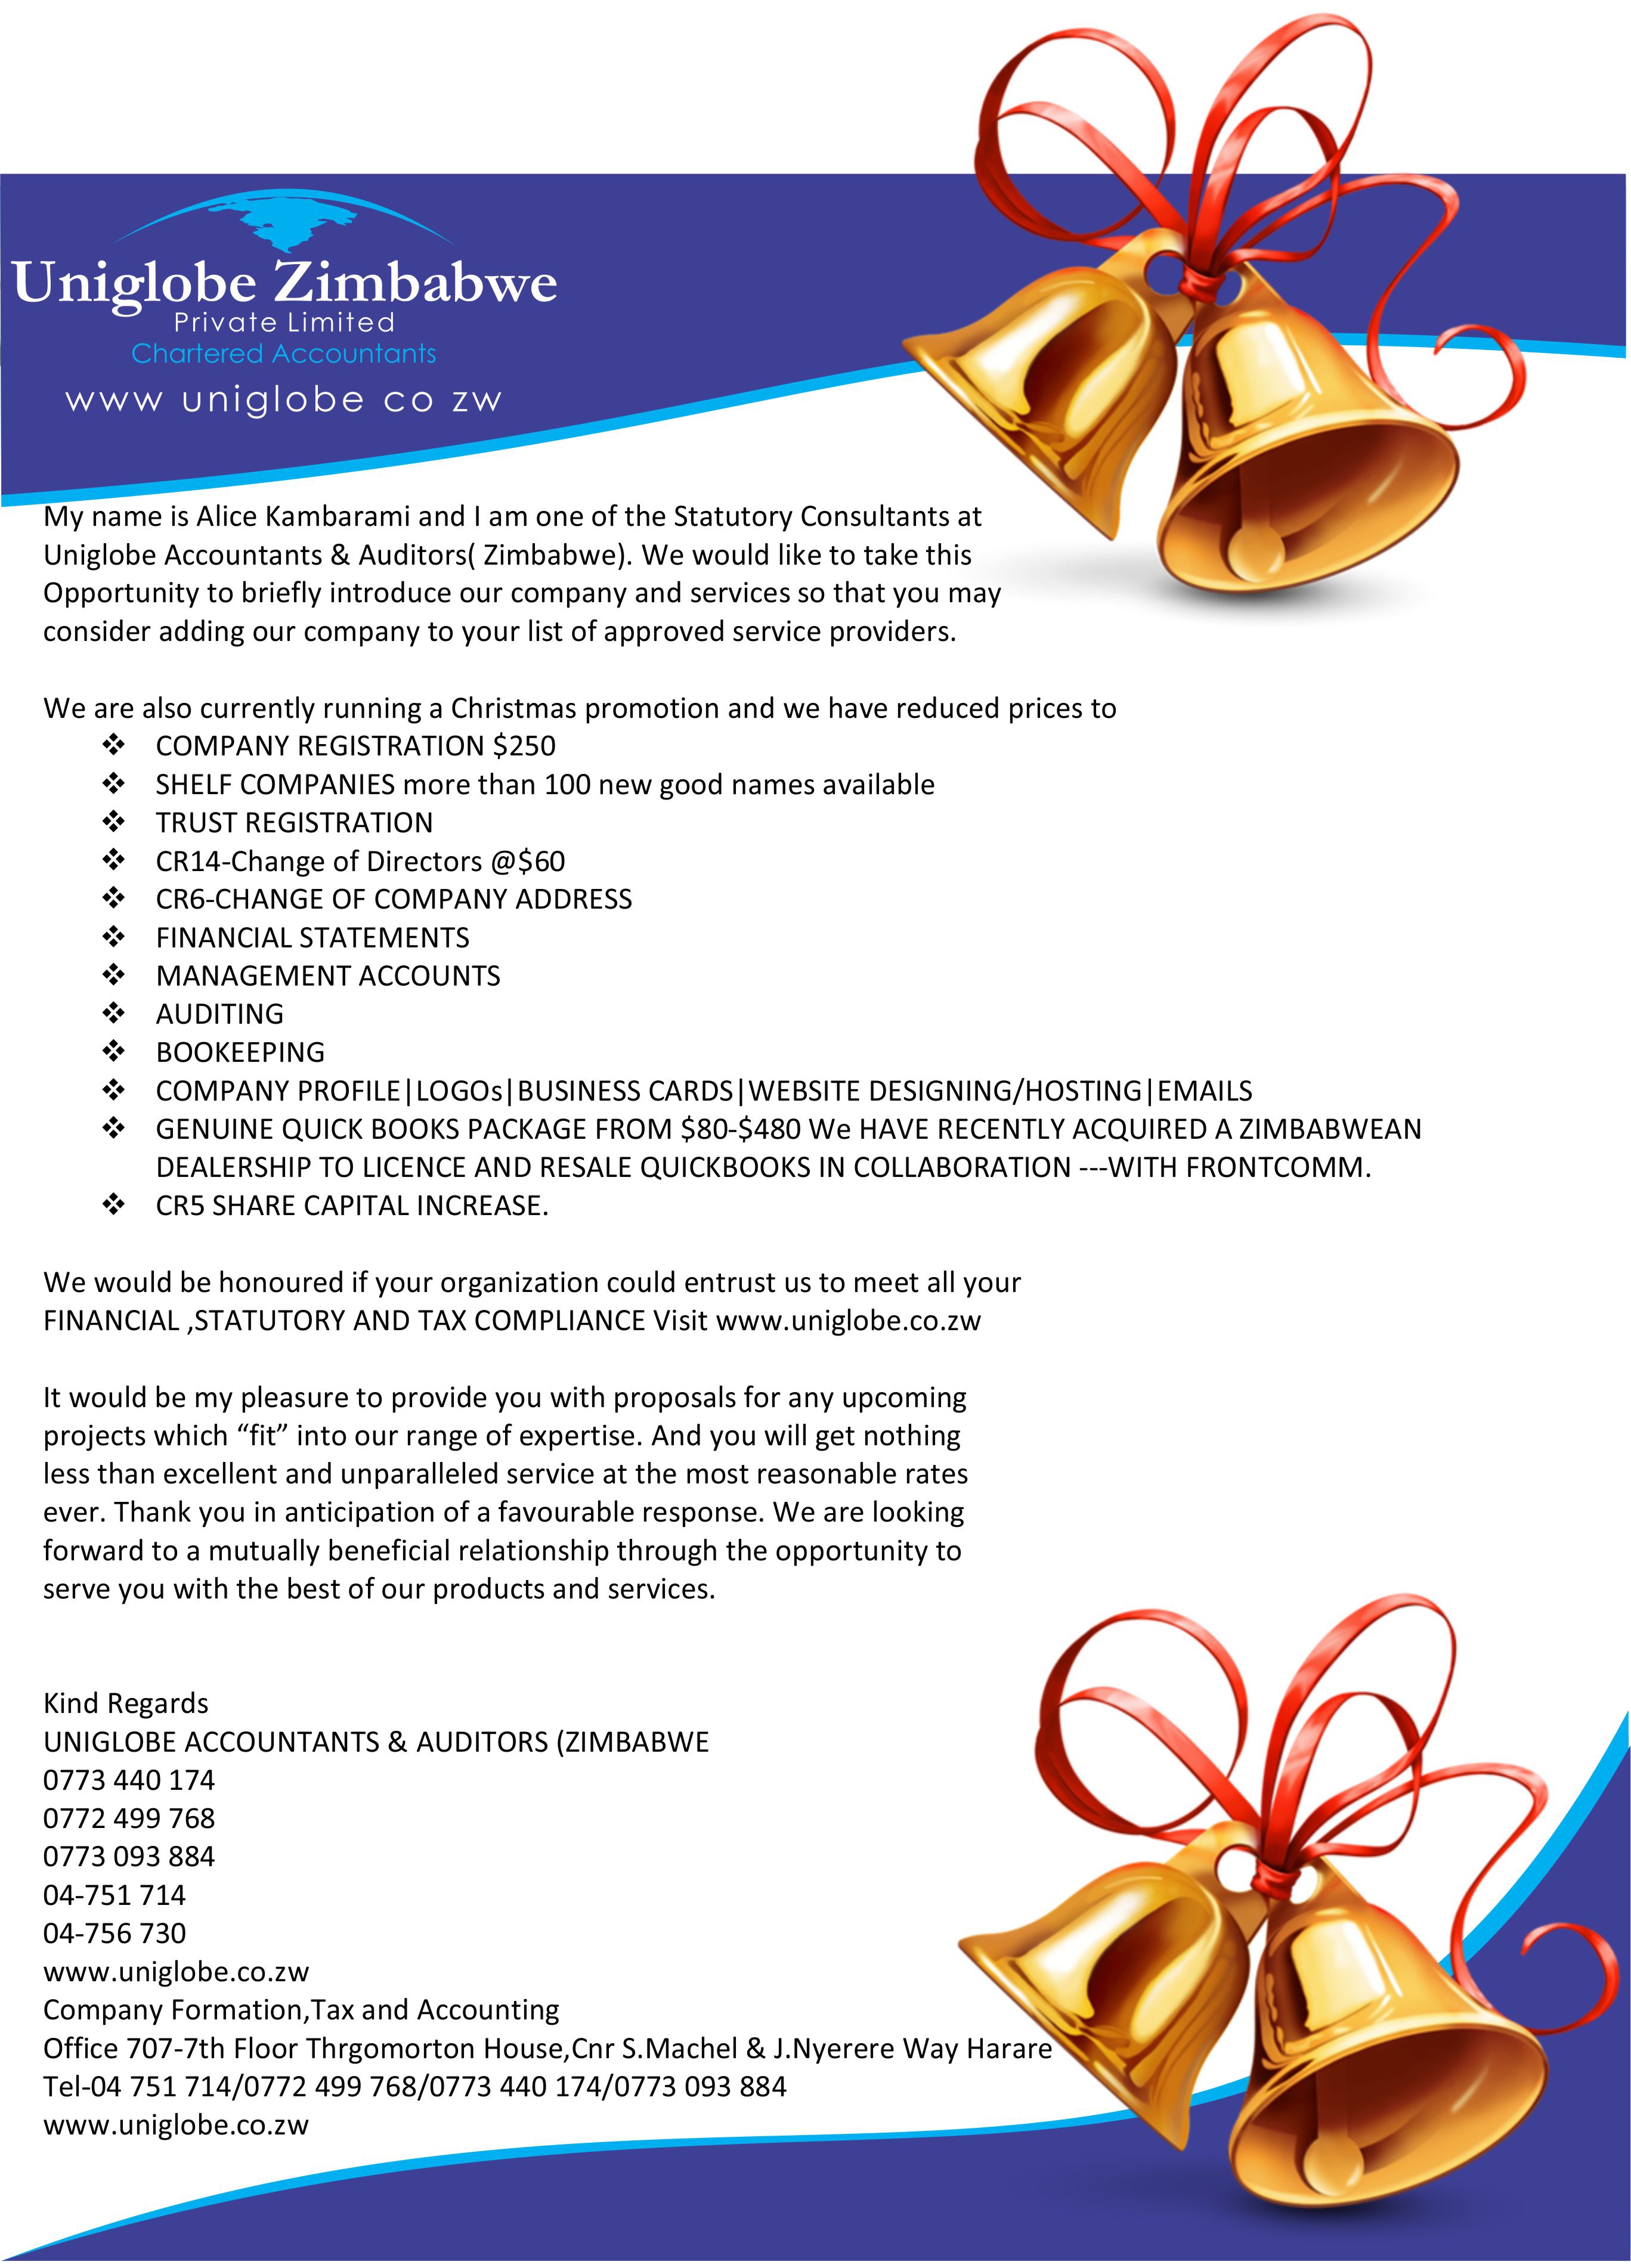 Uniglobe Zimbabwe
Private Limited
Chartered Accountants
www uniglobe co zw
My name is Alice Kambarami and I am one of the Statutory Consultants at
Uniglobe Accountants & Auditors( Zimbabwe). We would like to take this
Opportunity to briefly introduce our company and services so that you may
consider adding our company to your list of approved service providers.
We are also currently running a Christmas promotion and we have reduced prices to
❖ COMPANY REGISTRATION $250
❖ SHELF COMPANIES more than 100 new good names available
❖ TRUST REGISTRATION
❖ CR14-Change of Directors @$60
❖ CR6-CHANGE OF COMPANY ADDRESS
❖ FINANCIAL STATEMENTS
❖ MANAGEMENT ACCOUNTS
❖ AUDITING
❖ BOOKEEPING
❖ COMPANY PROFILE|LOGOs|BUSINESS CARDS|WEBSITE DESIGNING/HOSTING|EMAILS
❖ GENUINE QUICK BOOKS PACKAGE FROM $80-$480 We HAVE RECENTLY ACQUIRED A ZIMBABWEAN
DEALERSHIP TO LICENCE AND RESALE QUICKBOOKS IN COLLABORATION ---WITH FRONTCOMM.
❖ CR5 SHARE CAPITAL INCREASE.
We would be honoured if your organization could entrust us to meet all your
FINANCIAL ,STATUTORY AND TAX COMPLIANCE Visit www.uniglobe.co.zw
It would be my pleasure to provide you with proposals for any upcoming
projects which “fit” into our range of expertise. And you will get nothing
less than excellent and unparalleled service at the most reasonable rates
ever. Thank you in anticipation of a favourable response. We are looking
forward to a mutually beneficial relationship through the opportunity to
serve you with the best of our products and services.
Kind Regards
UNIGLOBE ACCOUNTANTS & AUDITORS (ZIMBABWE
0773 440 174
0772 499 768
0773 093 884
04-751 714
04-756 730
www.uniglobe.co.zw
Company Formation,Tax and Accounting
Office 707-7th Floor Thrgomorton House,Cnr S.Machel & J.Nyerere Way Harare
Tel-04 751 714/0772 499 768/0773 440 174/0773 093 884
www.uniglobe.co.zw